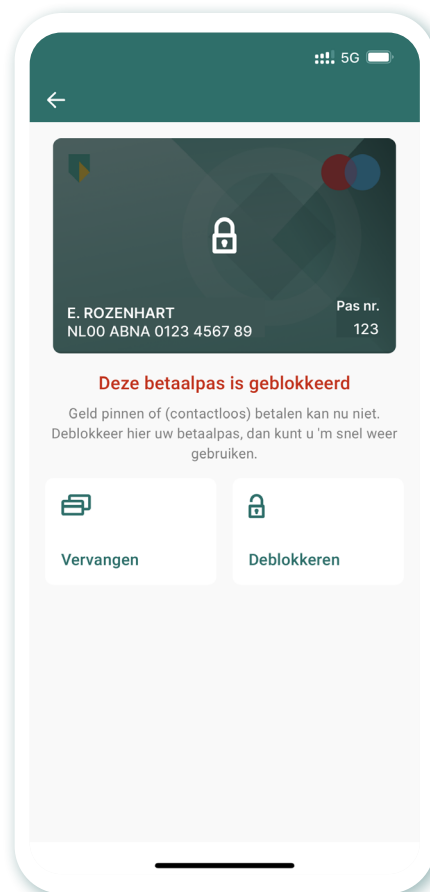 5G
E. ROZENHART
NL00 ABNA 0123 4567 89
Pas nr.
123
Deze betaalpas is geblokkeerd
Geld pinnen of (contactloos) betalen kan nu niet.
Deblokkeer hier uw betaalpas, dan kunt u 'm snel weer
gebruiken.
Vervangen
Deblokkeren